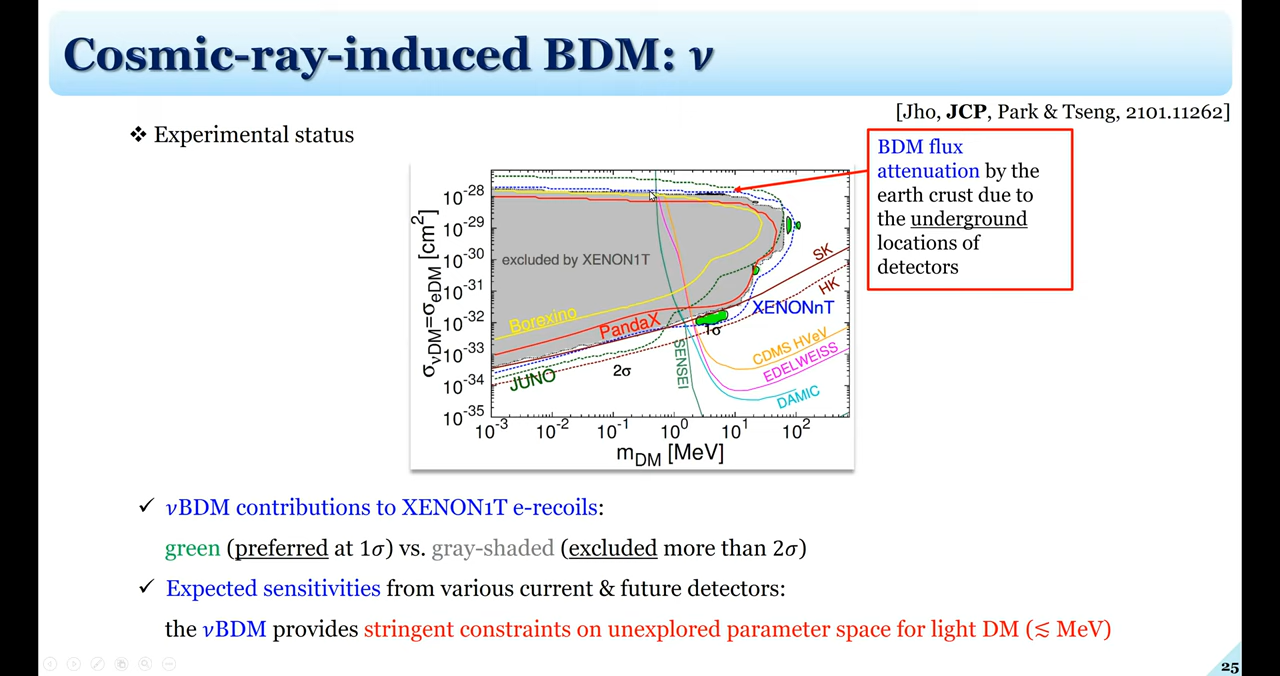 Cosmic-ray-induced BDM: ν
[Jho, JCP, Park & Tseng, 2101.11262]
❖ Experimental status
BDM flux
attenuation by the
earth crust due to
the underground
locations of
detectors
σνDM=σeDM [cm²]
10⁻²⁸
10⁻²⁹
10⁻³⁰
10⁻³¹
10⁻³²
10⁻³³
10⁻³⁴
10⁻³⁵
excluded by XENON1T
Borexino
PandaX
JUNO
2σ
1σ
SENSEI
SK
HK
XENONnT
CDMS HVeV
EDELWEISS
DAMIC
10⁻³ 10⁻² 10⁻¹ 10⁰ 10¹ 10²
mDM [MeV]
✓ νBDM contributions to XENON1T e-recoils:
green (preferred at 1σ) vs. gray-shaded (excluded more than 2σ)
✓ Expected sensitivities from various current & future detectors:
the νBDM provides stringent constraints on unexplored parameter space for light DM (≲ MeV)
25